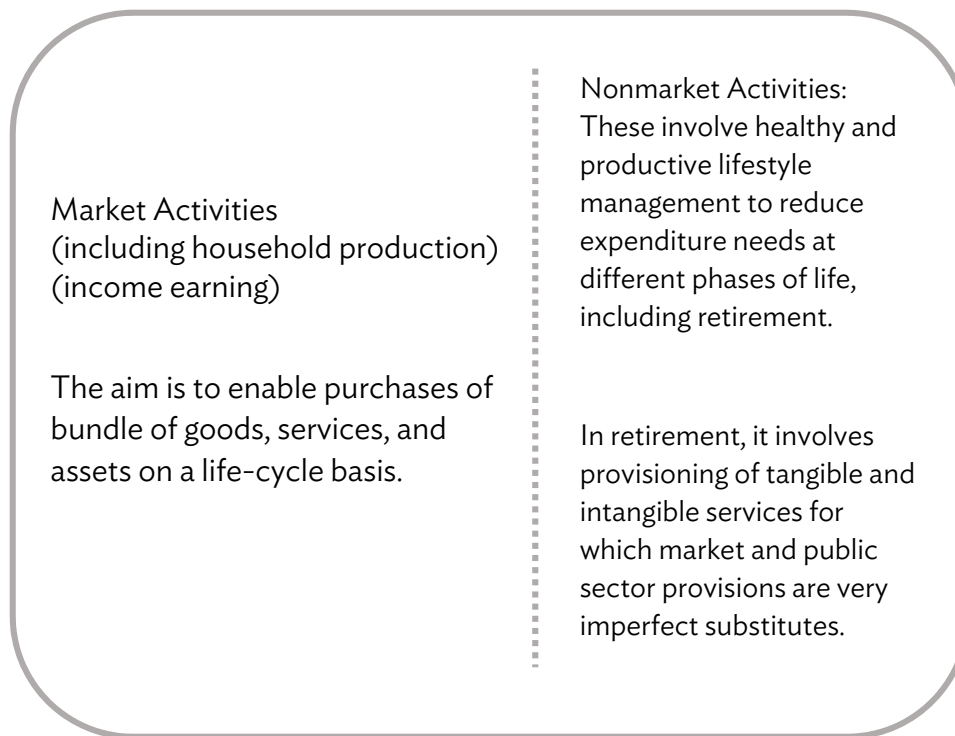 Market Activities
(including household production)
(income earning)
The aim is to enable purchases of
bundle of goods, services, and
assets on a life-cycle basis.
Nonmarket Activities:
These involve healthy and
productive lifestyle
management to reduce
expenditure needs at
different phases of life,
including retirement.
In retirement, it involves
provisioning of tangible and
intangible services for
which market and public
sector provisions are very
imperfect substitutes.